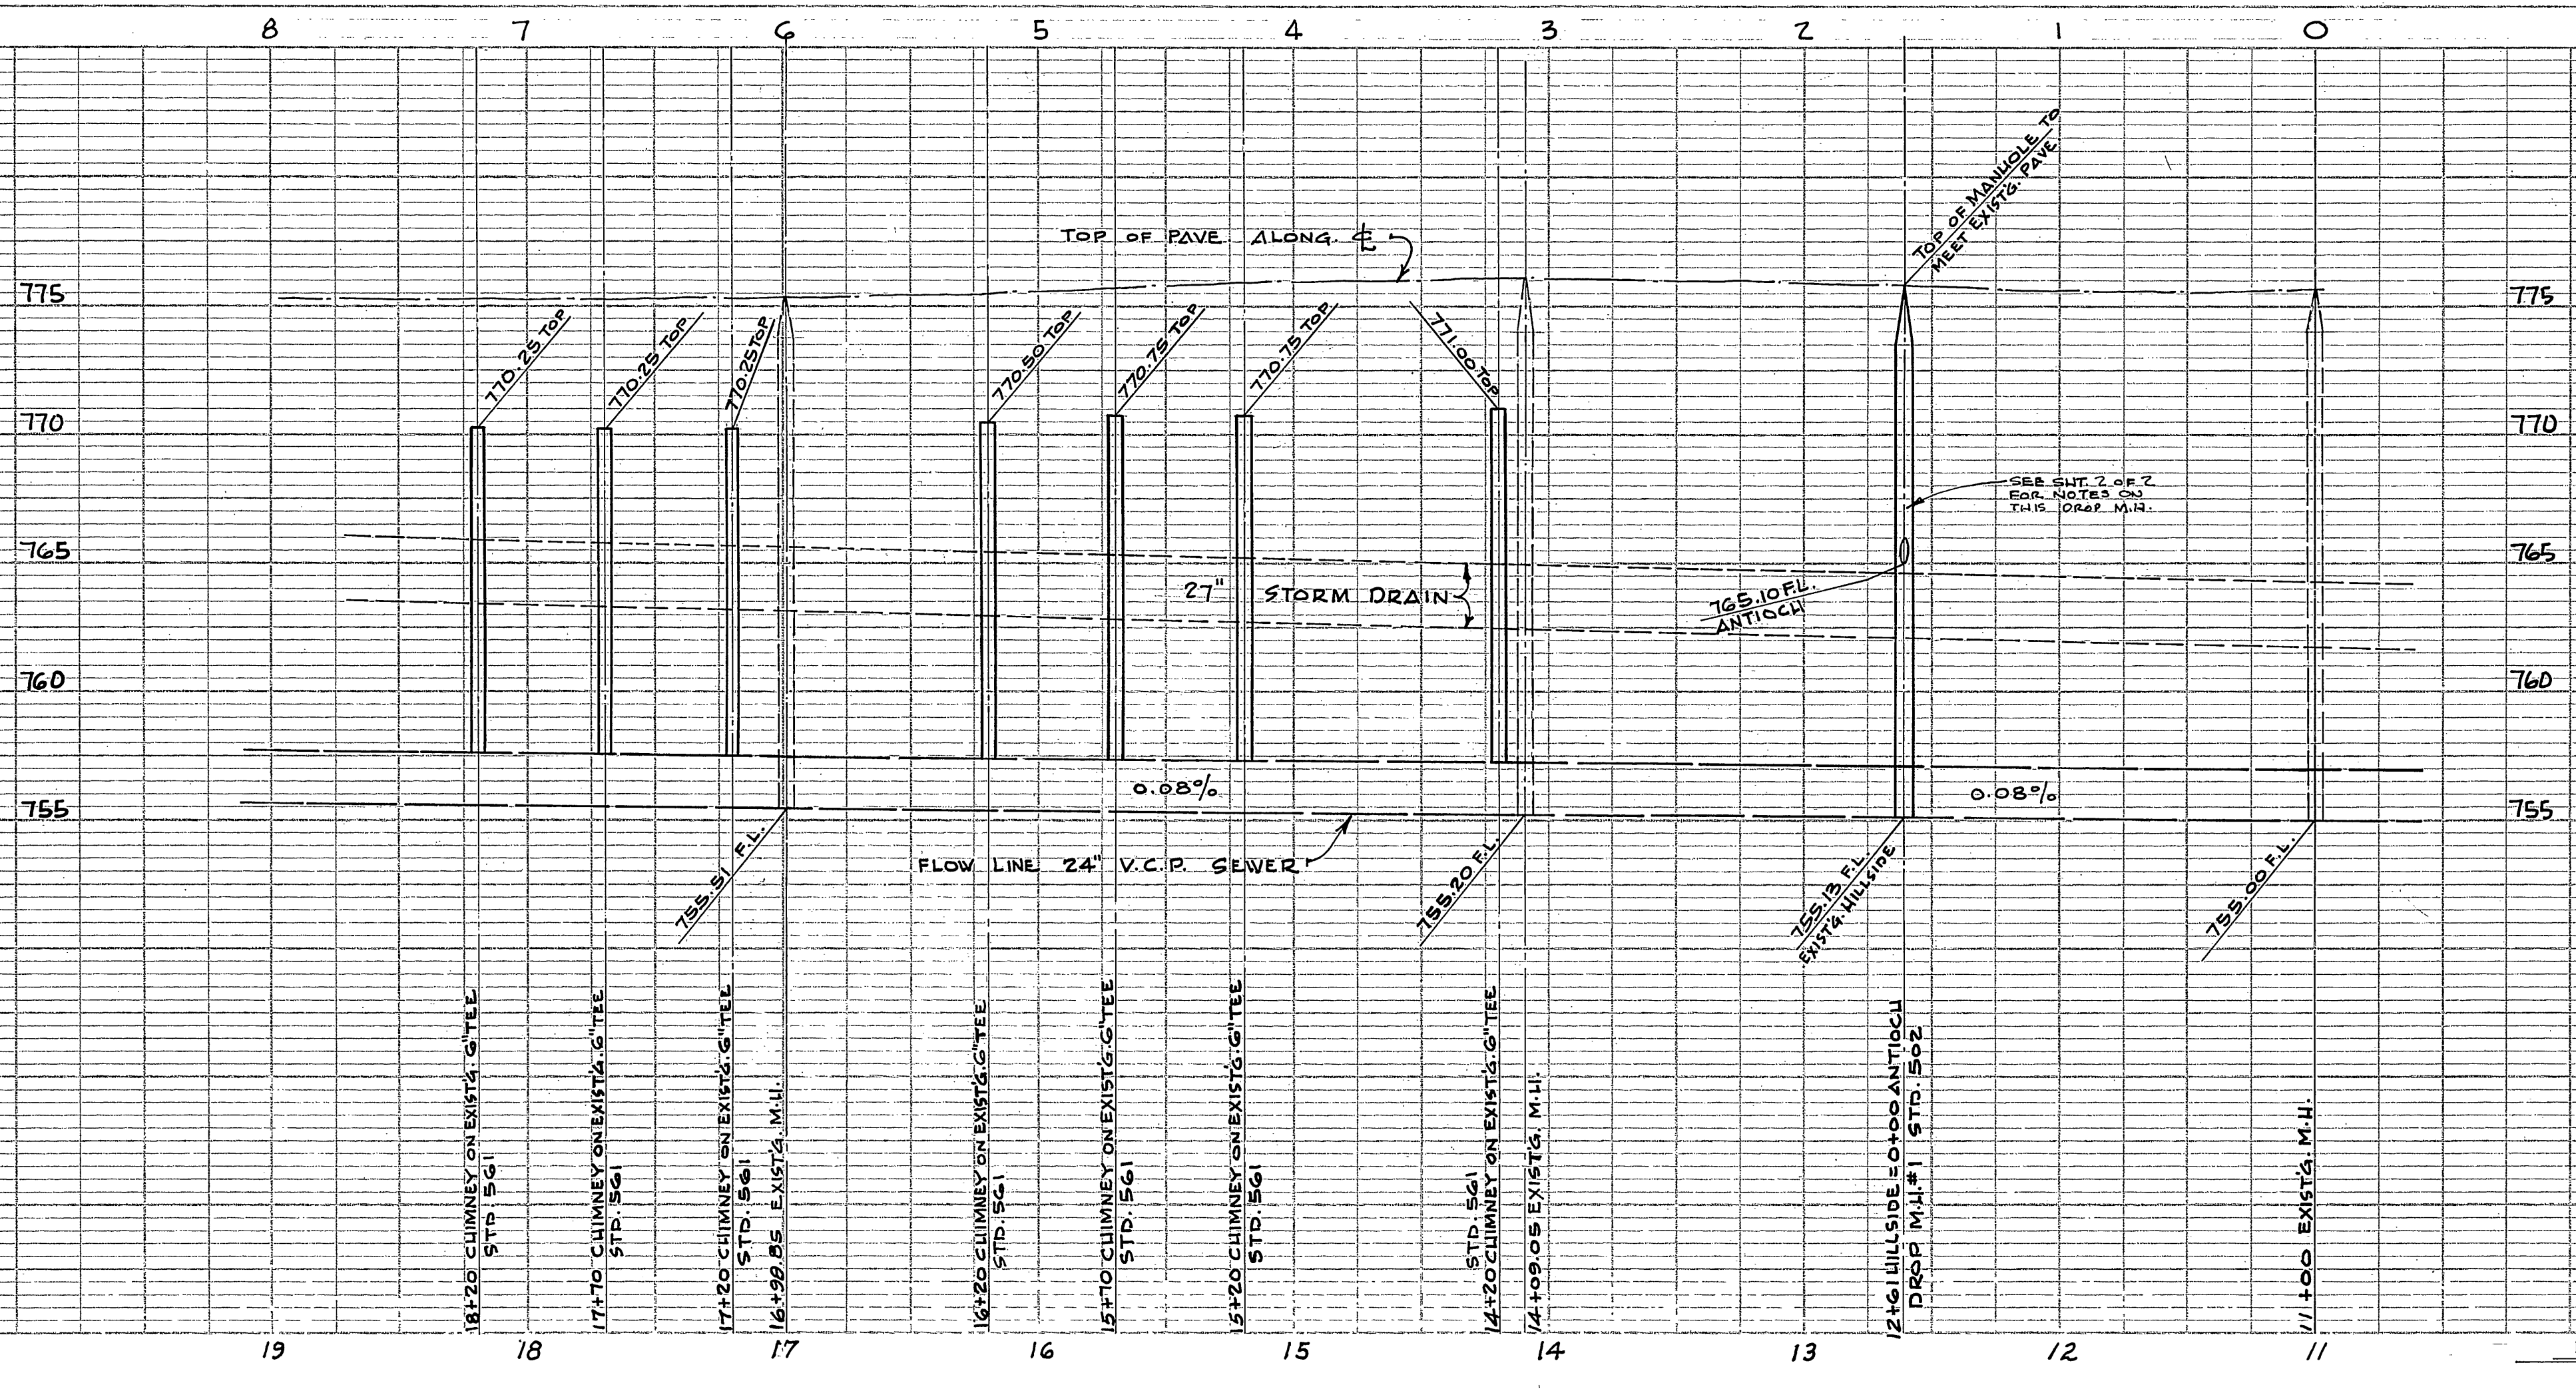 8 7 6 5 4 3 2 1 0
TOP OF MANHOLE TO
MEET EXIST'G. PAVE.
TOP OF PAVE ALONG ℄
775
775
770.25 TOP
770.25 TOP
770.25 TOP
770.50 TOP
770.75 TOP
770.75 TOP
771.00 TOP
770
770
SEE SHT. 2 OF 2
FOR NOTES ON
THIS DROP M.H.
765
765
27" STORM DRAIN
765.10 F.L.
ANTIOCH
760
760
0.08%
0.08%
755
755
FLOW LINE 24" V.C.P. SEWER
755.51 F.L.
755.20 F.L.
755.13 F.L.
EXIST'G. HILLSIDE
755.00 F.L.
18+20 CHIMNEY ON EXIST'G. 6" TEE
STD. 561
17+70 CHIMNEY ON EXIST'G. 6" TEE
STD. 561
17+20 CHIMNEY ON EXIST'G. 6" TEE
STD. 561
16+98.85 EXIST'G. M.H.
16+20 CHIMNEY ON EXIST'G. 6" TEE
STD. 561
15+70 CHIMNEY ON EXIST'G. 6" TEE
STD. 561
15+20 CHIMNEY ON EXIST'G. 6" TEE
STD. 561
STD. 561
14+20 CHIMNEY ON EXIST'G. 6" TEE
14+09.05 EXIST'G. M.H.
12+61 HILLSIDE = 0+00 ANTIOCH
DROP M.H. #1 STD. 502
11+00 EXIST'G. M.H.
19 18 17 16 15 14 13 12 11